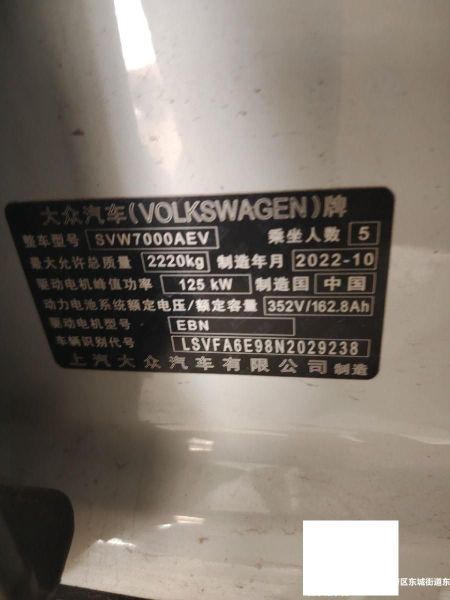 大众汽车(VOLKSWAGEN)牌
整车型号 SVW7000AEV 乘坐人数 5
最大允许总质量 2220kg 制造年月 2022-10
驱动电机峰值功率 125 kW 制造国 中国
动力电池系统额定电压/额定容量 352V/162.8Ah
驱动电机型号 EBN
车辆识别代号 LSVFA6E98N2029238
上汽大众汽车有限公司 制造
区东城街道东